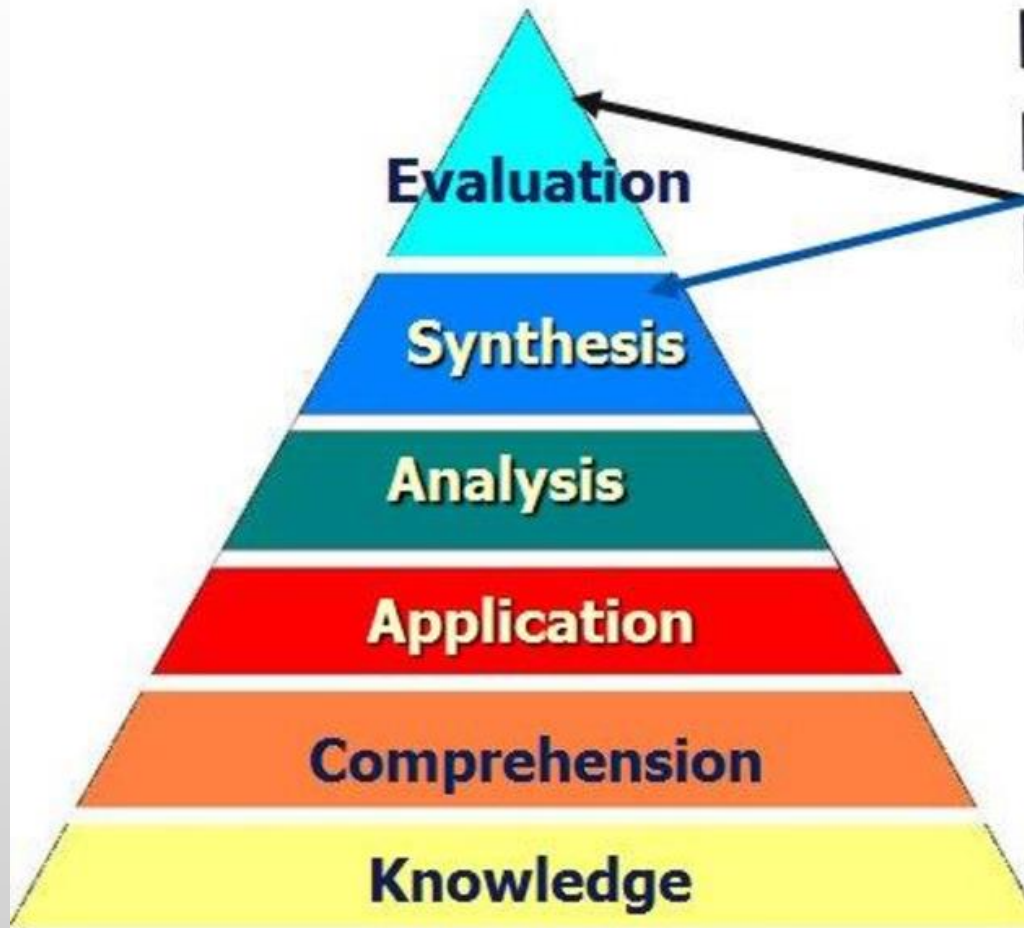 Evaluation
Synthesis
Analysis
Application
Comprehension
Knowledge